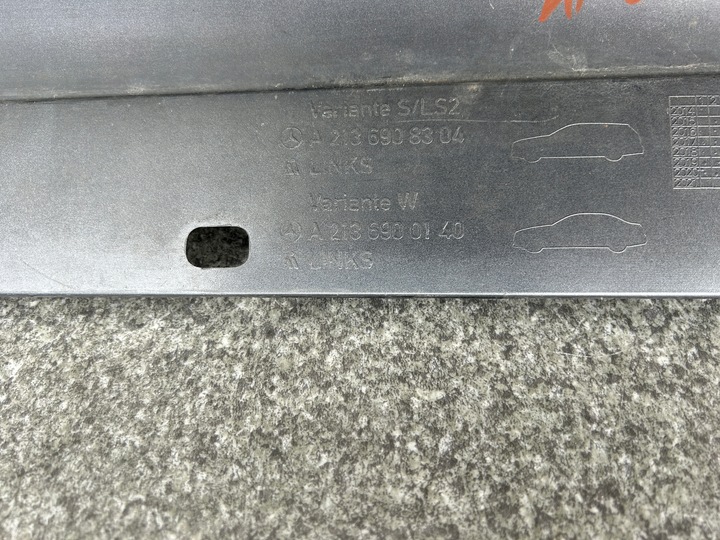 Variante S/LS2
A 213 690 83 04
LINKS
Variante W
A 213 690 01 40
LINKS